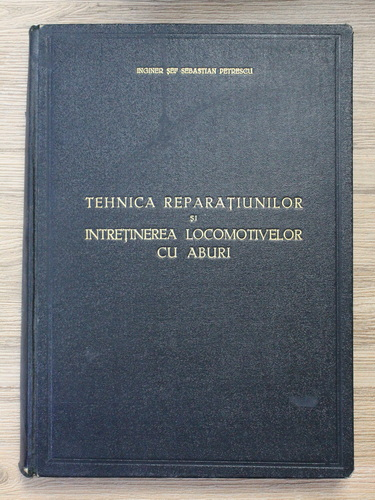 INGINER ŞEF SEBASTIAN PETRESCU
TEHNICA REPARAŢIUNILOR
ŞI
INTREŢINEREA LOCOMOTIVELOR
CU ABURI